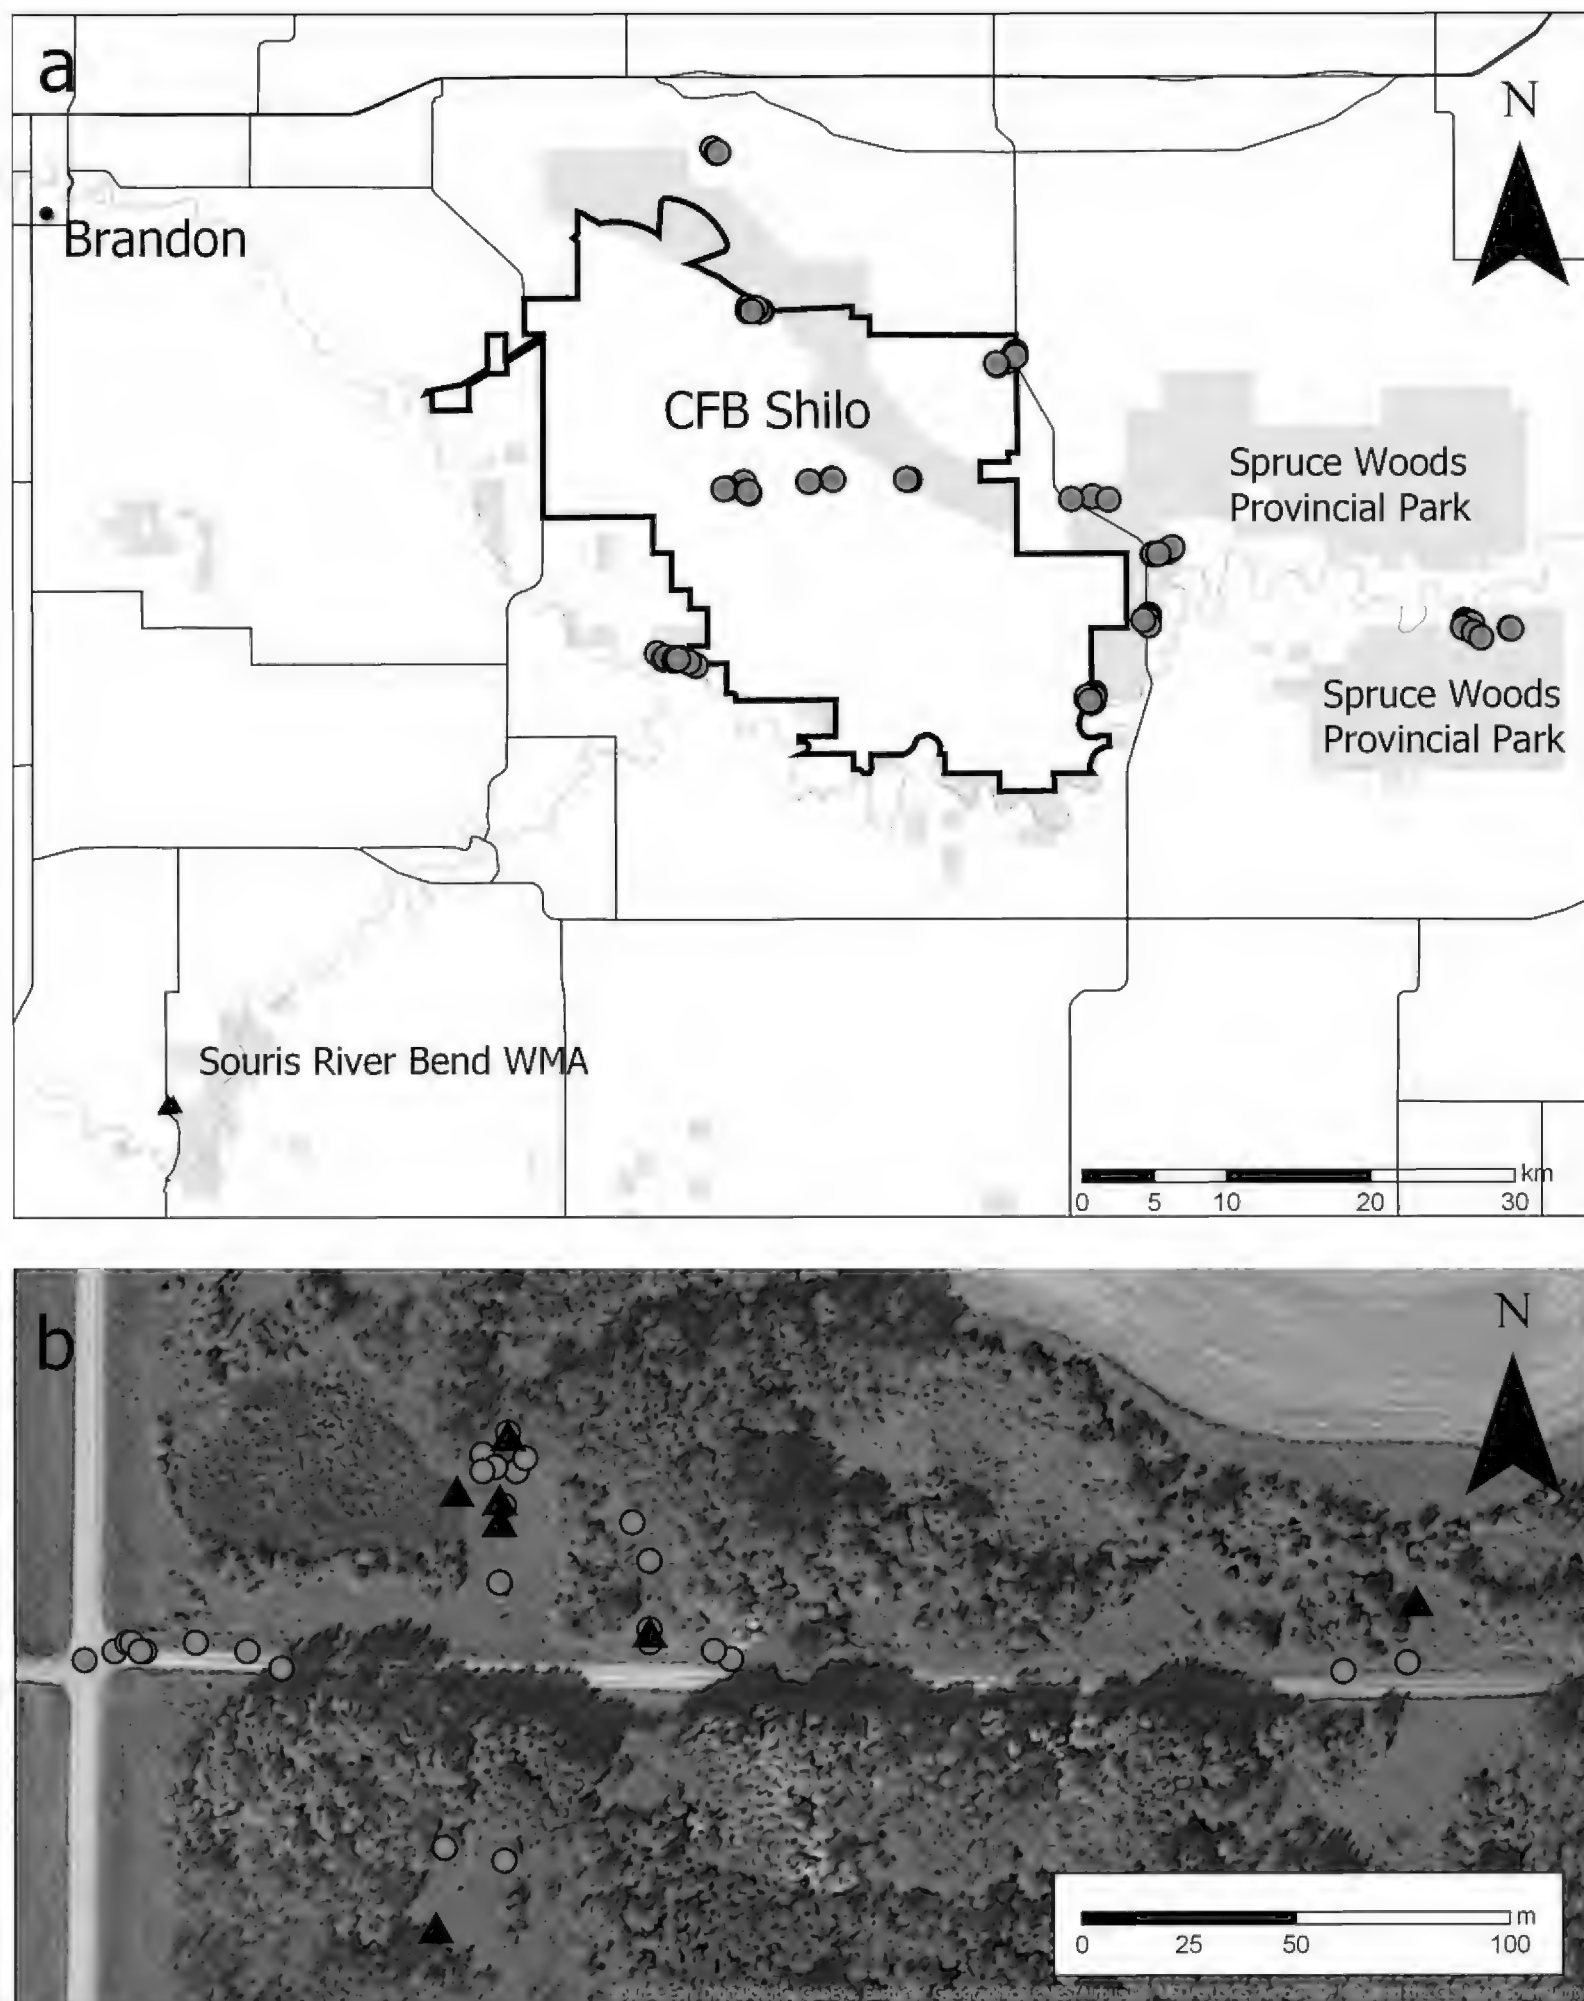 a
N
Brandon
CFB Shilo
Spruce Woods
Provincial Park
Spruce Woods
Provincial Park
Souris River Bend WMA
km
0 5 10 20 30
b
N
m
0 25 50 100